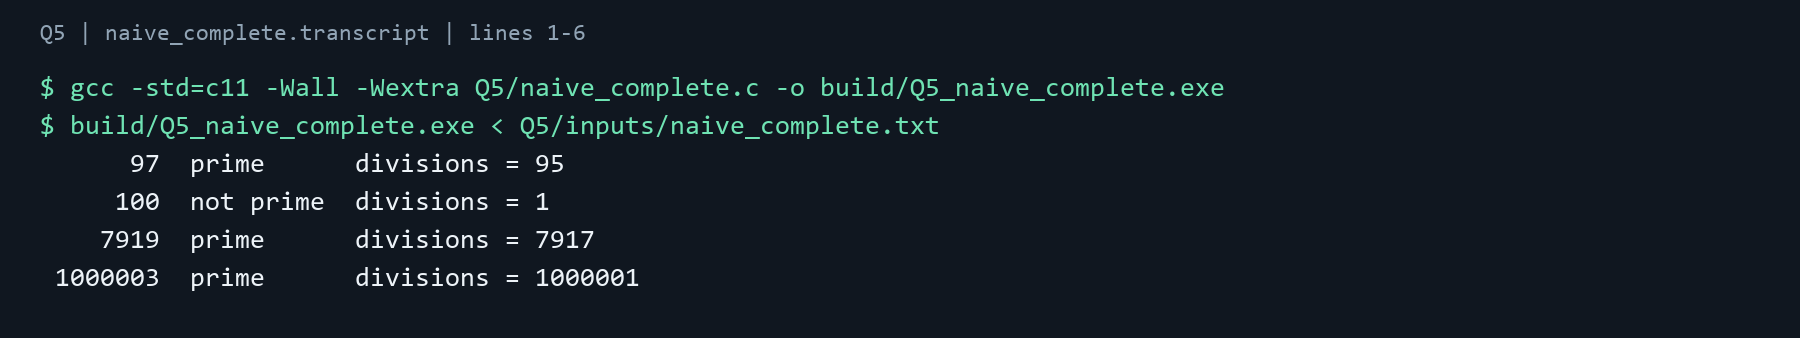 Q5 | naive_complete.transcript | lines 1-6
$ gcc -std=c11 -Wall -Wextra Q5/naive_complete.c -o build/Q5_naive_complete.exe
$ build/Q5_naive_complete.exe < Q5/inputs/naive_complete.txt
      97  prime      divisions = 95
     100  not prime  divisions = 1
    7919  prime      divisions = 7917
 1000003  prime      divisions = 1000001